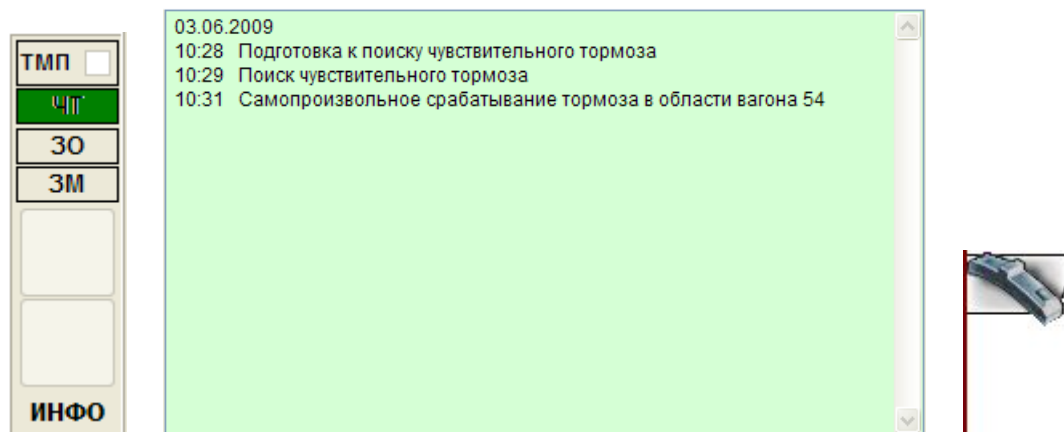 ТМП
ЧТ
ЗО
ЗМ
ИНФО
03.06.2009
10:28 Подготовка к поиску чувствительного тормоза
10:29 Поиск чувствительного тормоза
10:31 Самопроизвольное срабатывание тормоза в области вагона 54